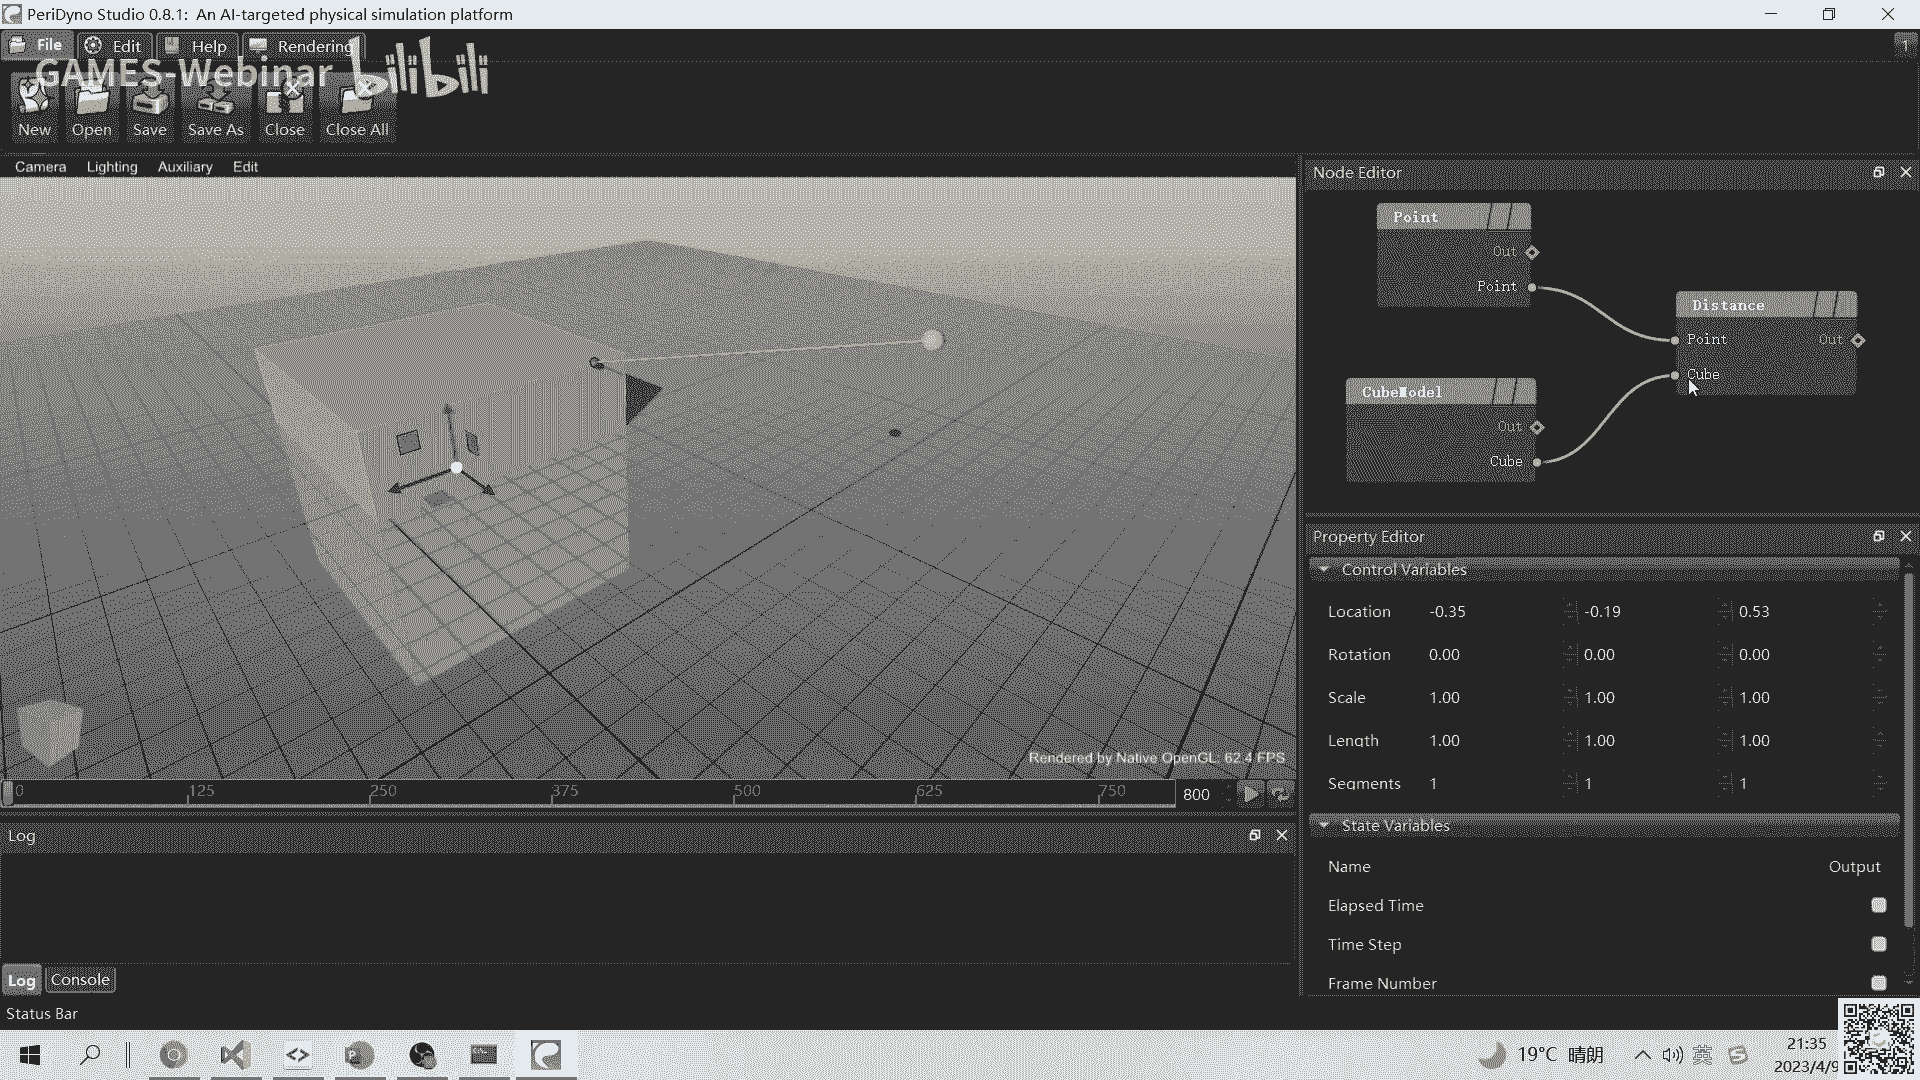 PeriDyno Studio 0.8.1: An AI-targeted physical simulation platform
File Edit Help Rendering 1
GAMES-Webinar bilibili
New Open Save Save As Close Close All
Camera Lighting Auxiliary Edit
Node Editor
Point
Out
Point
Distance
Point Out
Cube
CubeModel
Out
Cube
Rendered by Native OpenGL: 62.4 FPS
0 125 250 375 500 625 750 800
Property Editor
Control Variables
Location -0.35 -0.19 0.53
Rotation 0.00 0.00 0.00
Scale 1.00 1.00 1.00
Length 1.00 1.00 1.00
Segments 1 1 1
State Variables
Name Output
Elapsed Time
Time Step
Frame Number
Log
Log Console
Status Bar
19°C 晴朗 英 21:35
2023/4/9